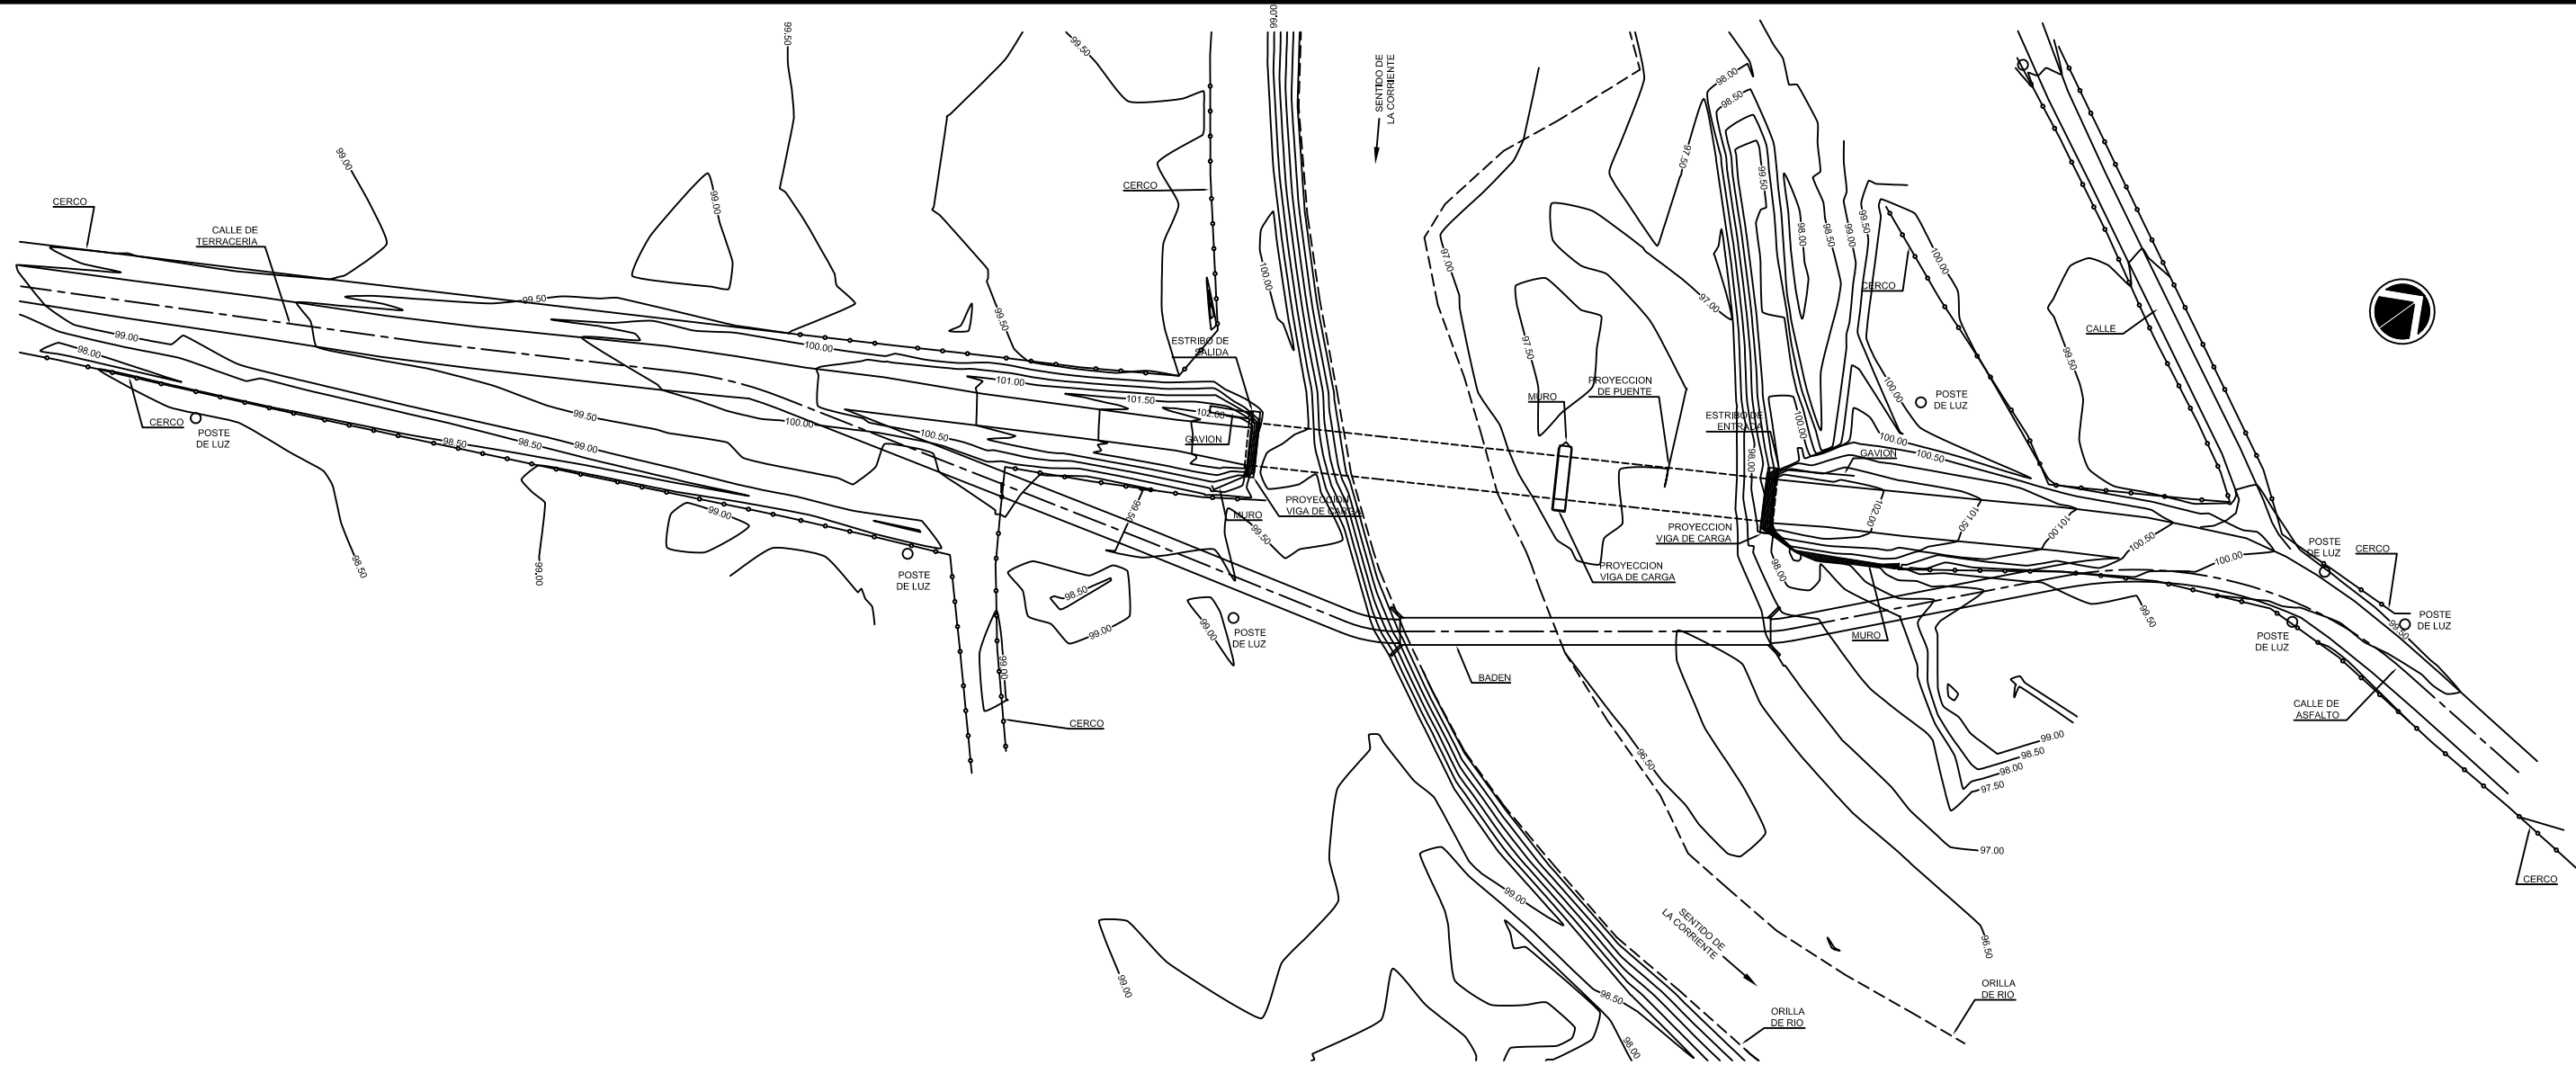 99.50
99.50
99.00
SENTIDO DE
LA CORRIENTE
98.00
98.50
97.50
99.50
99.00
99.00
CERCO
CERCO
CALLE DE
TERRACERIA
99.50
99.50
100.00
97.00
97.00
98.00
98.50
99.00
99.50
100.00
CERCO
CALLE
99.50
99.00
98.00
100.00
ESTRIBO DE
SALIDA
97.50
101.00
101.50
102.00
PROYECCION
DE PUENTE
MURO
100.00
POSTE
DE LUZ
ESTRIBO DE
ENTRADA
100.00
CERCO
POSTE
DE LUZ
99.50
100.00
100.50
GAVION
98.50
98.50
99.00
100.00
100.50
GAVION
98.00
PROYECCION
VIGA DE CARGA
MURO
99.50
99.50
99.00
102.00
101.50
101.00
100.50
100.00
PROYECCION
VIGA DE CARGA
PROYECCION
VIGA DE CARGA
98.00
98.50
99.00
POSTE
DE LUZ
98.50
99.00
99.00
POSTE
DE LUZ
POSTE
DE LUZ
CERCO
POSTE
DE LUZ
POSTE
DE LUZ
99.50
99.50
MURO
99.00
CERCO
BADEN
96.50
99.00
98.50
98.00
97.50
97.00
CALLE DE
ASFALTO
CERCO
99.00
99.00
98.50
98.00
SENTIDO DE
LA CORRIENTE
96.50
ORILLA
DE RIO
ORILLA
DE RIO